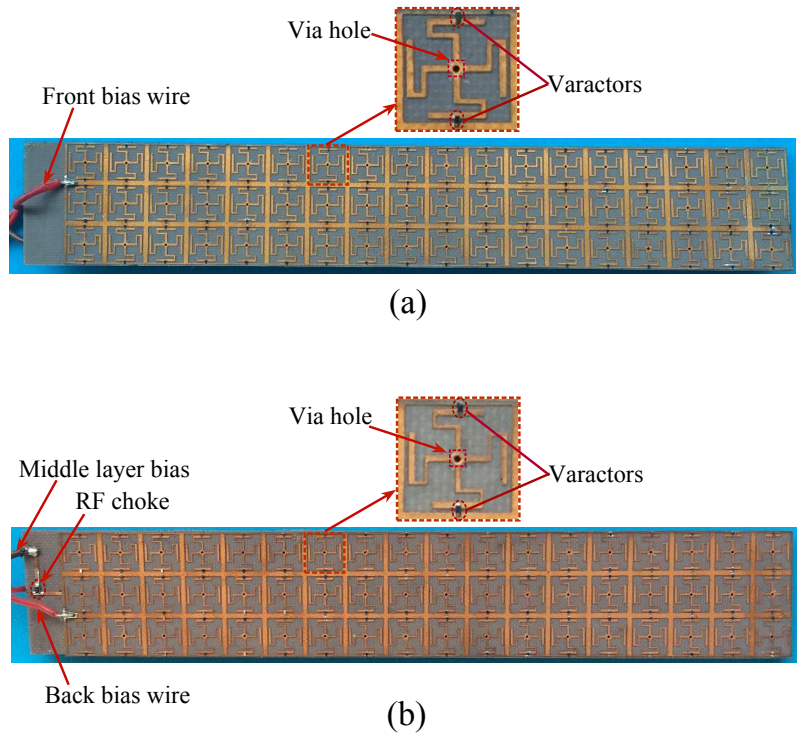 Via hole
Varactors
Front bias wire
(a)
Via hole
Middle layer bias
Varactors
RF choke
Back bias wire
(b)